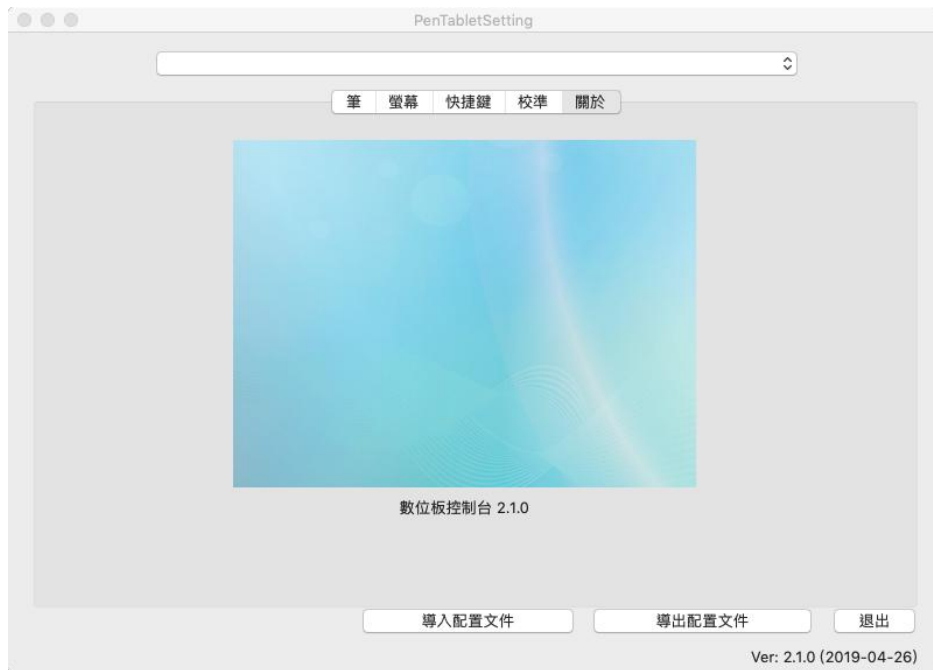 PenTabletSetting
筆 螢幕 快捷鍵 校準 關於
數位板控制台 2.1.0
導入配置文件 導出配置文件 退出
Ver: 2.1.0 (2019-04-26)